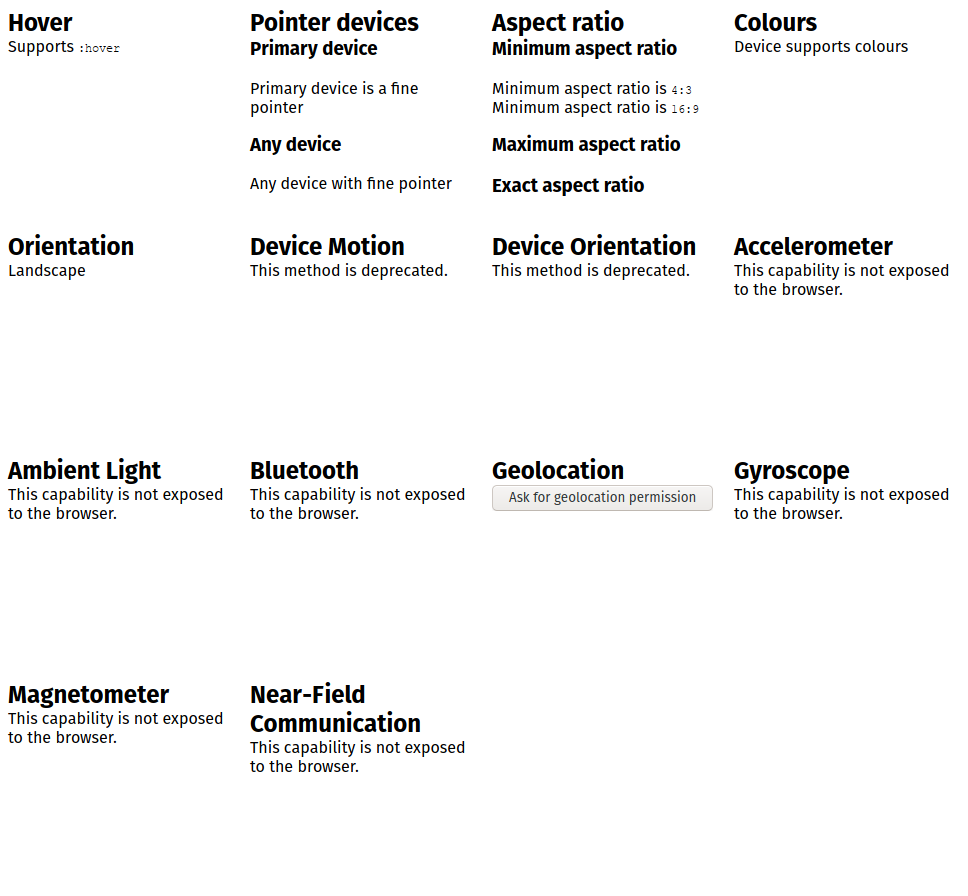 Hover
Supports :hover
Pointer devices
Primary device
Primary device is a fine
pointer
Any device
Any device with fine pointer
Aspect ratio
Minimum aspect ratio
Minimum aspect ratio is 4:3
Minimum aspect ratio is 16:9
Maximum aspect ratio
Exact aspect ratio
Colours
Device supports colours
Orientation
Landscape
Device Motion
This method is deprecated.
Device Orientation
This method is deprecated.
Accelerometer
This capability is not exposed
to the browser.
Ambient Light
This capability is not exposed
to the browser.
Bluetooth
This capability is not exposed
to the browser.
Geolocation
Ask for geolocation permission
Gyroscope
This capability is not exposed
to the browser.
Magnetometer
This capability is not exposed
to the browser.
Near-Field
Communication
This capability is not exposed
to the browser.